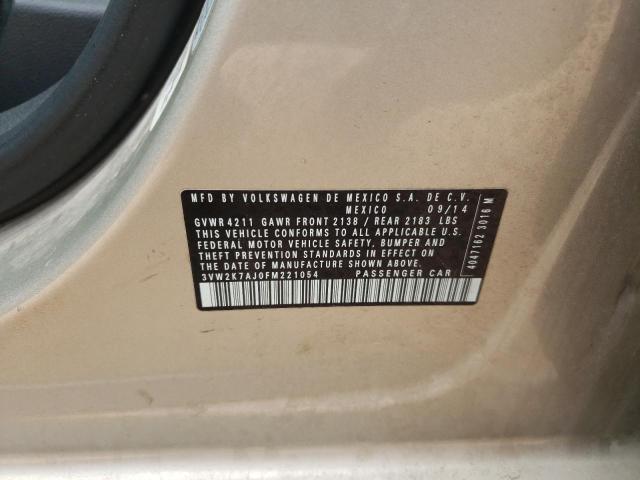 MFD BY VOLKSWAGEN DE MEXICO S.A. DE C.V.
MEXICO 09/14
GVWR 4211 GAWR FRONT 2138 / REAR 2183 LBS
THIS VEHICLE CONFORMS TO ALL APPLICABLE U.S.
FEDERAL MOTOR VEHICLE SAFETY, BUMPER AND
THEFT PREVENTION STANDARDS IN EFFECT ON
THE DATE OF MANUFACTURE SHOWN ABOVE
3VW2K7AJ0FM221054 PASSENGER CAR
4047162 3016 M